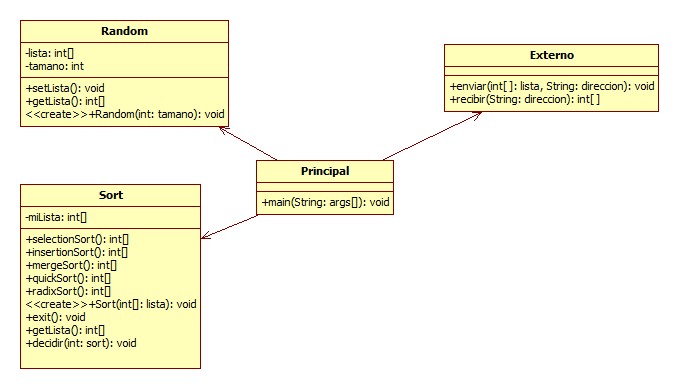 Random
-lista: int[]
-tamano: int
+setLista(): void
+getLista(): int[]
<<create>>+Random(int: tamano): void
Externo
+enviar(int[ ]: lista, String: direccion): void
+recibir(String: direccion): int[ ]
Principal
+main(String: args[]): void
Sort
-miLista: int[]
+selectionSort(): int[]
+insertionSort(): int[]
+mergeSort(): int[]
+quickSort(): int[]
+radixSort(): int[]
<<create>>+Sort(int[]: lista): void
+exit(): void
+getLista(): int[]
+decidir(int: sort): void